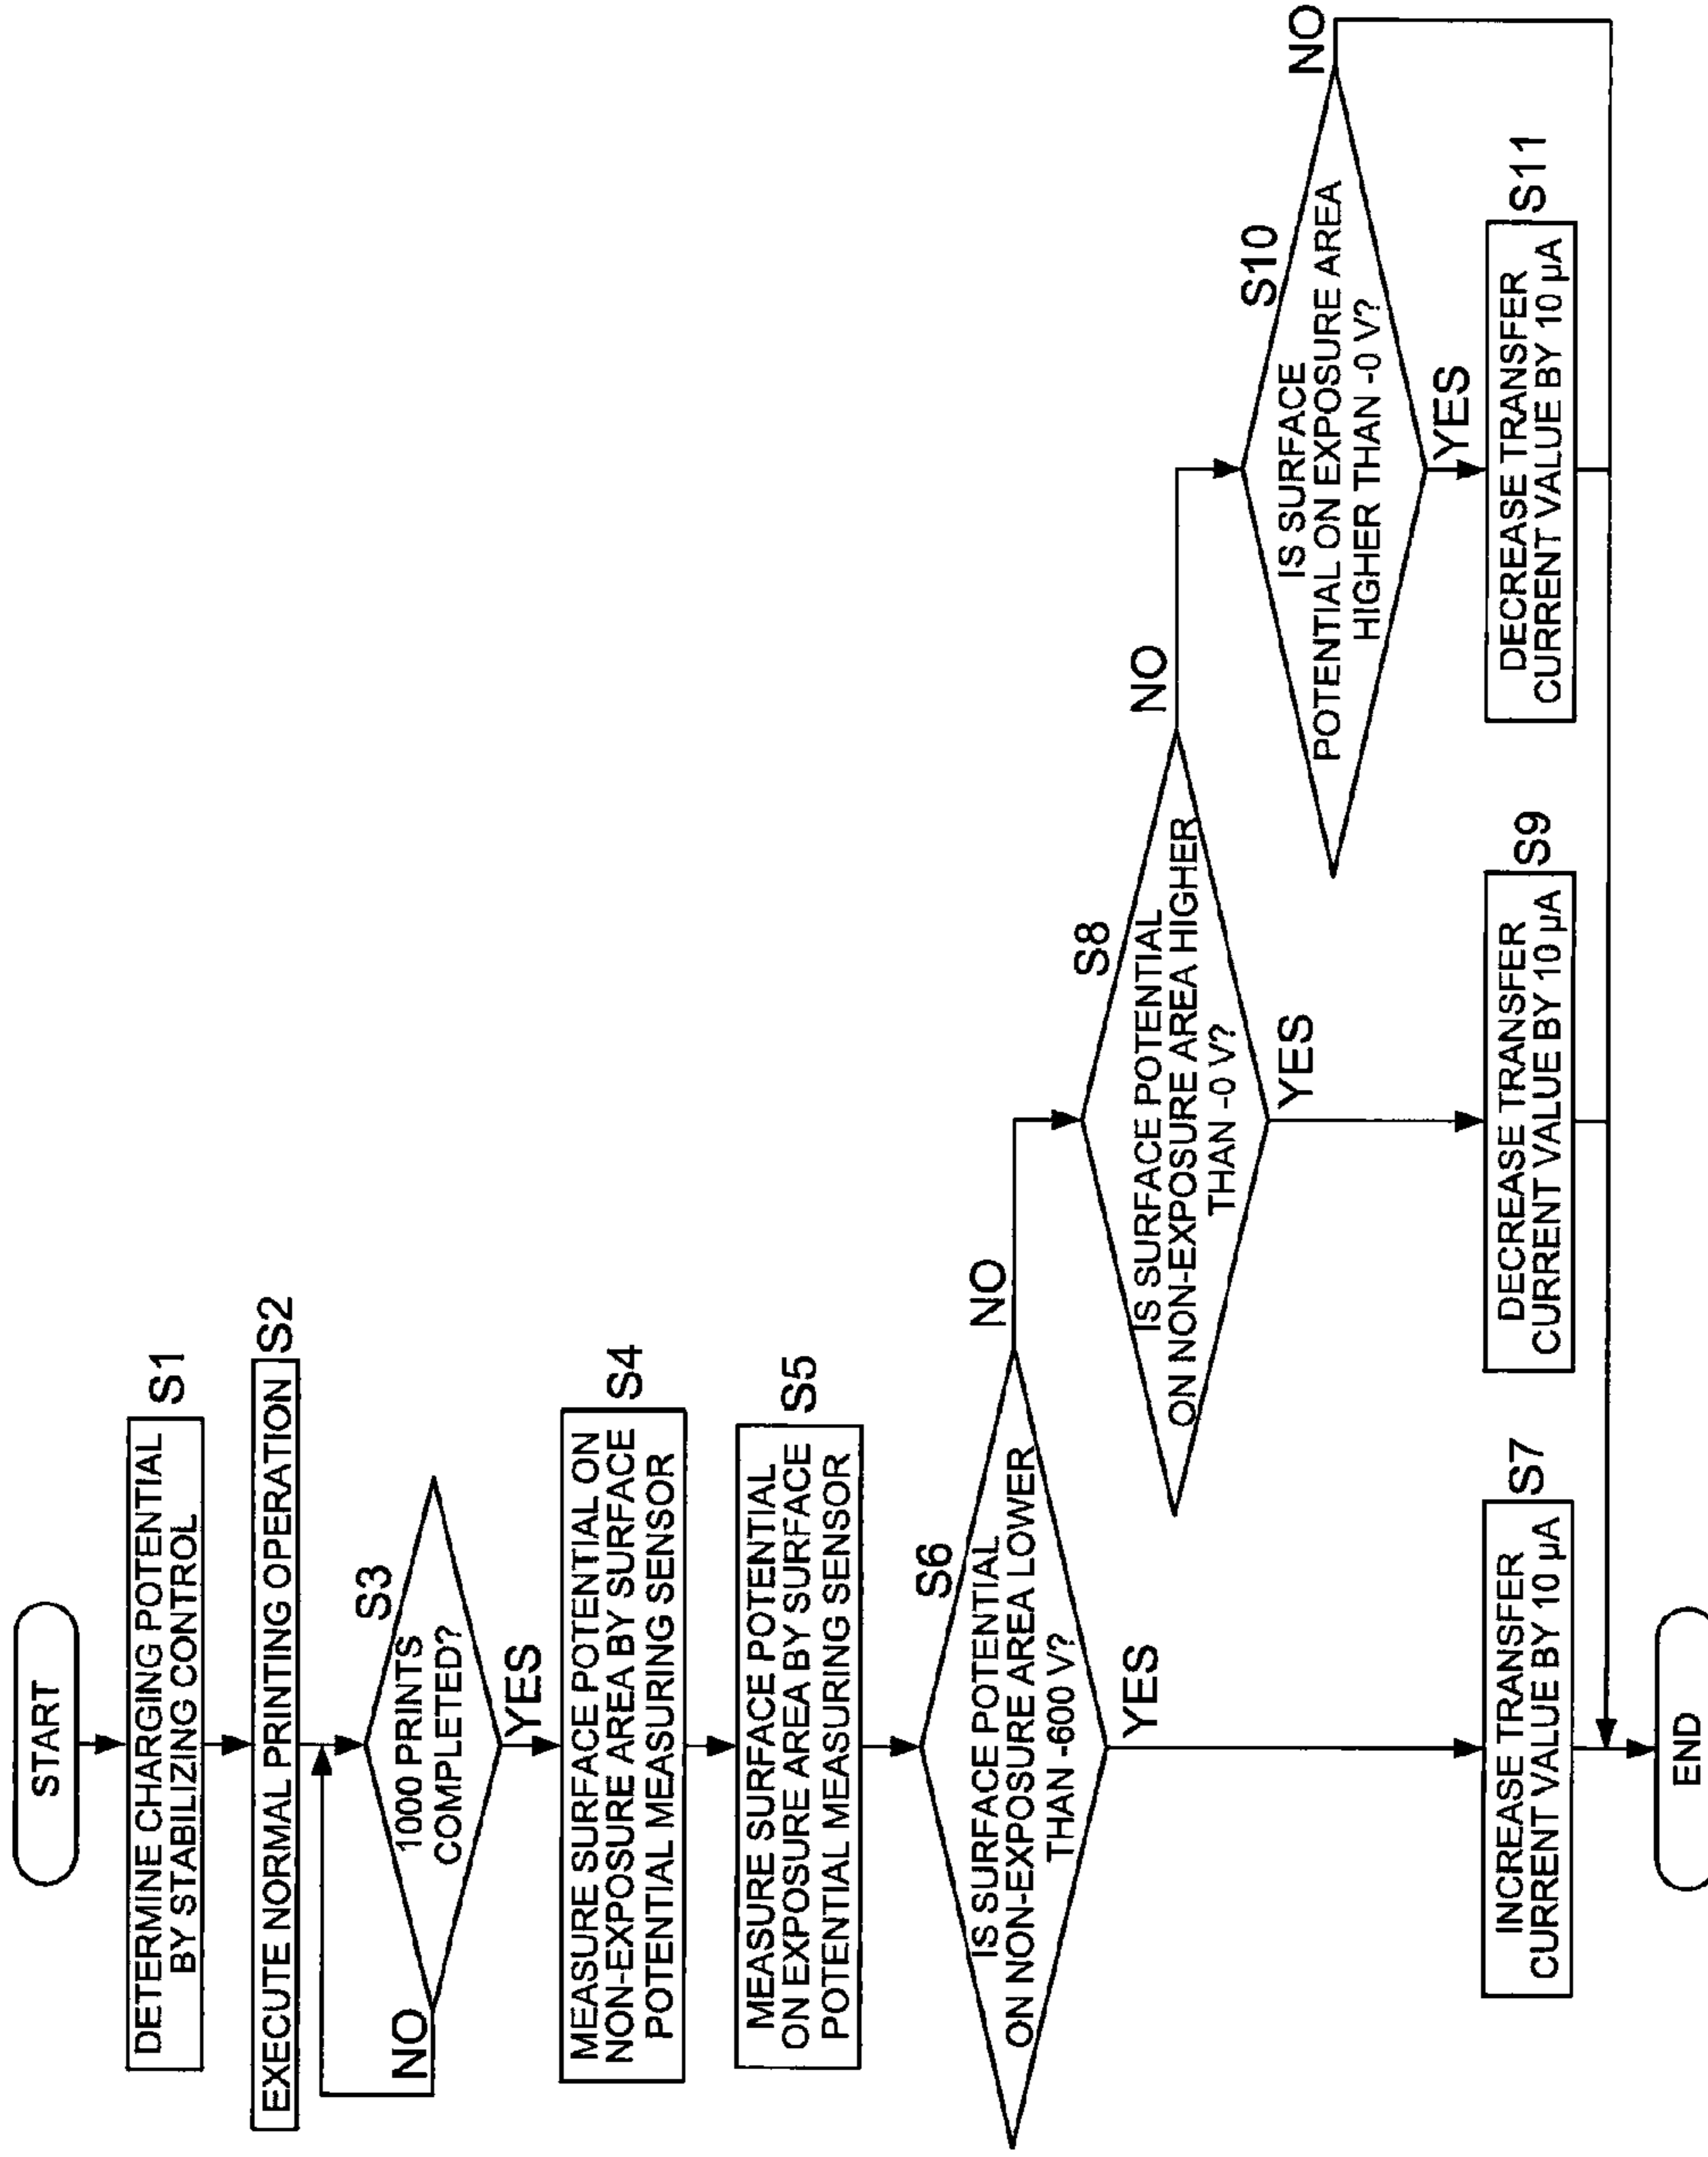 START
DETERMINE CHARGING POTENTIAL
BY STABILIZING CONTROL
S1
EXECUTE NORMAL PRINTING OPERATION
S2
S3
1000 PRINTS
COMPLETED?
NO
YES
MEASURE SURFACE POTENTIAL ON
NON-EXPOSURE AREA BY SURFACE
POTENTIAL MEASURING SENSOR
S4
MEASURE SURFACE POTENTIAL
ON EXPOSURE AREA BY SURFACE
POTENTIAL MEASURING SENSOR
S5
S6
IS SURFACE POTENTIAL
ON NON-EXPOSURE AREA LOWER
THAN -600 V?
NO
YES
INCREASE TRANSFER
CURRENT VALUE BY 10 µA
S7
S8
IS SURFACE POTENTIAL
ON NON-EXPOSURE AREA HIGHER
THAN -0 V?
NO
YES
DECREASE TRANSFER
CURRENT VALUE BY 10 µA
S9
S10
IS SURFACE
POTENTIAL ON EXPOSURE AREA
HIGHER THAN -0 V?
NO
YES
DECREASE TRANSFER
CURRENT VALUE BY 10 µA
S11
END